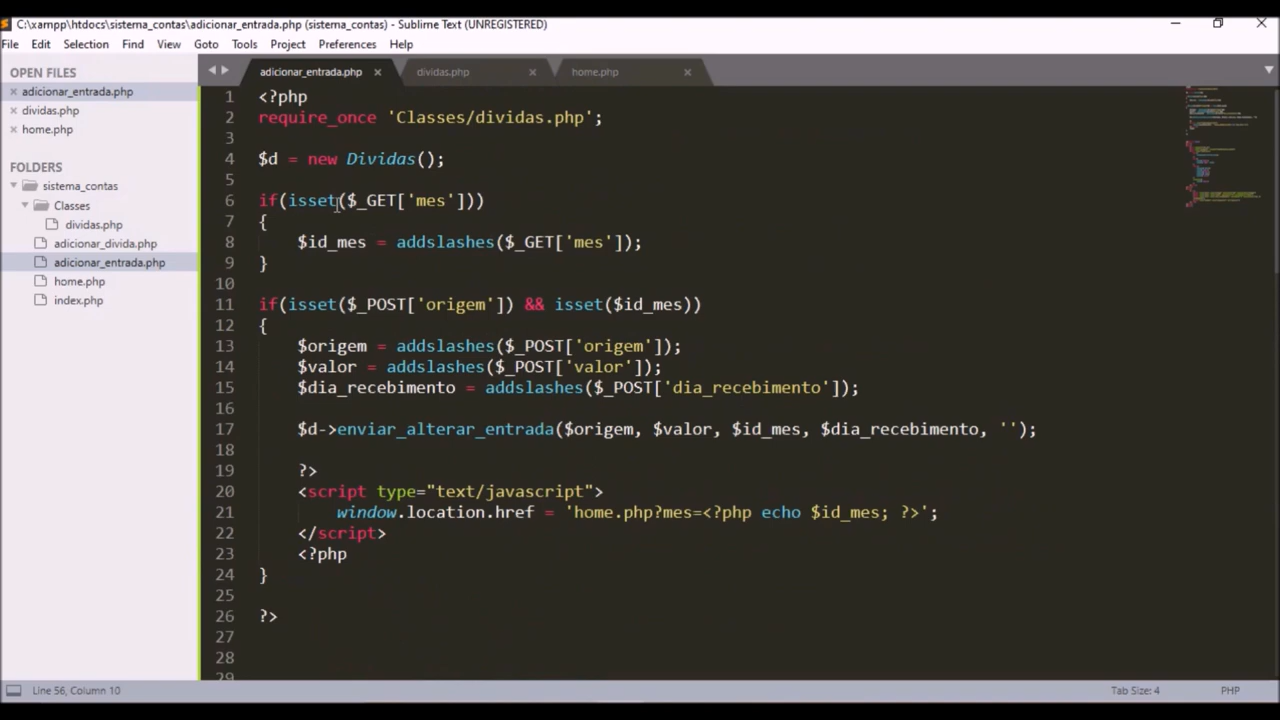 C:\xampp\htdocs\sistema_contas\adicionar_entrada.php (sistema_contas) - Sublime Text (UNREGISTERED)
File Edit Selection Find View Goto Tools Project Preferences Help
OPEN FILES
adicionar_entrada.php
dividas.php
home.php
FOLDERS
sistema_contas
Classes
dividas.php
adicionar_divida.php
adicionar_entrada.php
home.php
index.php
adicionar_entrada.php dividas.php home.php
1 <?php
2 require_once 'Classes/dividas.php';
3
4 $d = new Dividas();
5
6 if(isset($_GET['mes']))
7 {
8 $id_mes = addslashes($_GET['mes']);
9 }
10
11 if(isset($_POST['origem']) && isset($id_mes))
12 {
13 $origem = addslashes($_POST['origem']);
14 $valor = addslashes($_POST['valor']);
15 $dia_recebimento = addslashes($_POST['dia_recebimento']);
16
17 $d->enviar_alterar_entrada($origem, $valor, $id_mes, $dia_recebimento, '');
18
19 ?>
20 <script type="text/javascript">
21 window.location.href = 'home.php?mes=<?php echo $id_mes; ?>';
22 </script>
23 <?php
24 }
25
26 ?>
27
28
29
Line 56, Column 10
Tab Size: 4
PHP